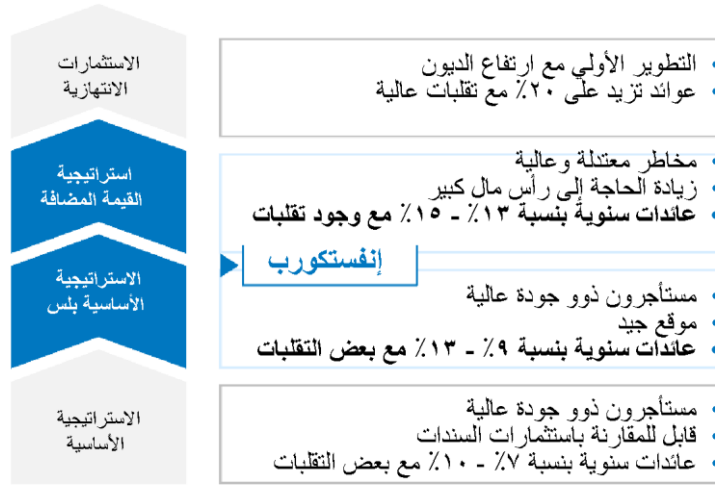 الاستثمارات
الانتهازية
• التطوير الأولي مع ارتفاع الديون
• عوائد تزيد على ٢٠٪ مع تقلبات عالية
استراتيجية
القيمة المضافة
• مخاطر معتدلة وعالية
• زيادة الحاجة إلى رأس مال كبير
• عائدات سنوية بنسبة ١٣٪ - ١٥٪ مع وجود تقلبات
إنفستكورب
الاستراتيجية
الأساسية بلس
• مستأجرون ذوو جودة عالية
• موقع جيد
• عائدات سنوية بنسبة ٩٪ - ١٣٪ مع بعض التقلبات
الاستراتيجية
الأساسية
• مستأجرون ذوو جودة عالية
• قابل للمقارنة باستثمارات السندات
• عائدات سنوية بنسبة ٧٪ - ١٠٪ مع بعض التقلبات